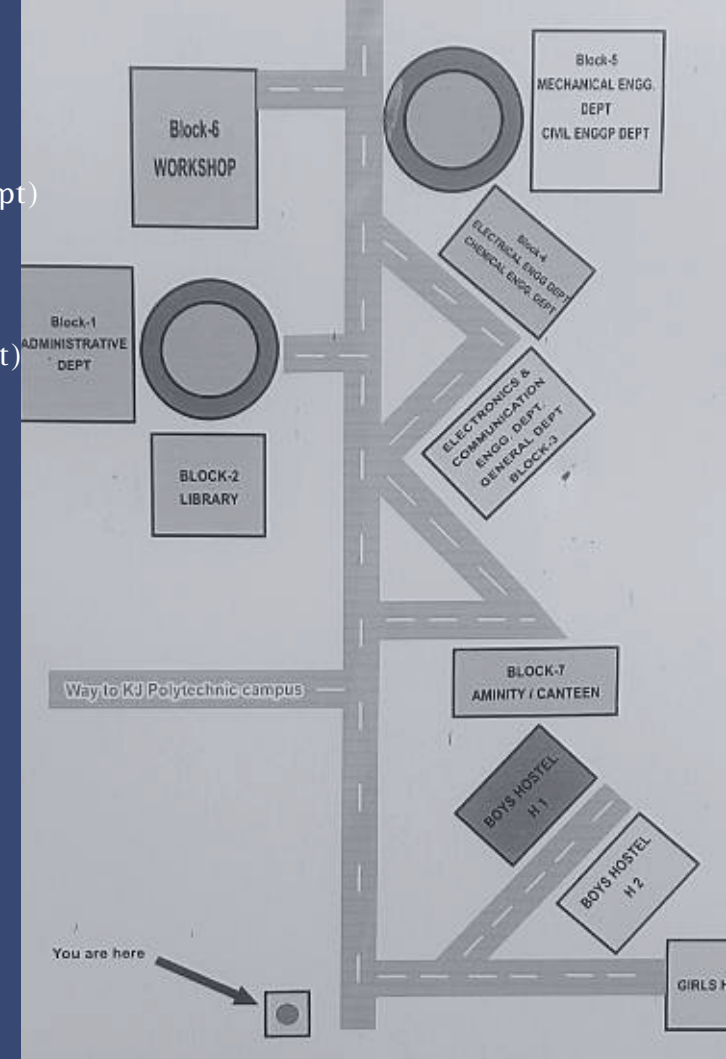 pt)
t)
Block-5
MECHANICAL ENGG.
DEPT
CIVIL ENGGP DEPT
Block-6
WORKSHOP
Block-4
ELECTRICAL ENGG DEPT
CHEMICAL ENGG. DEPT
Block-1
ADMINISTRATIVE
DEPT
ELECTRONICS &
COMMUNICATION
ENGG. DEPT.
GENERAL DEPT
BLOCK-3
BLOCK-2
LIBRARY
BLOCK-7
AMINITY / CANTEEN
Way to KJ Polytechnic campus
BOYS HOSTEL
H 1
BOYS HOSTEL
H 2
You are here
GIRLS H